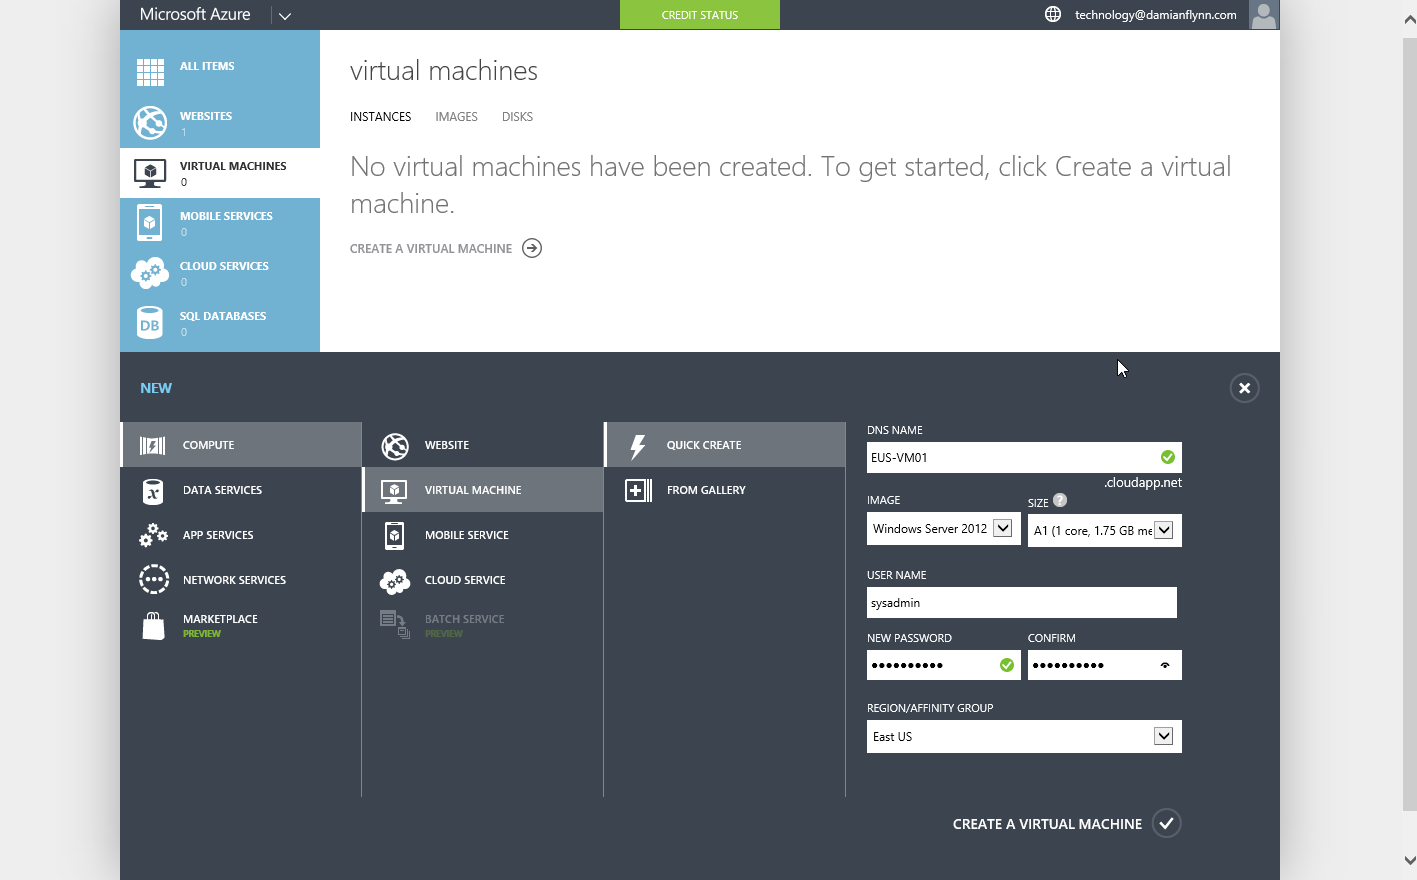 Microsoft Azure
CREDIT STATUS
technology@damianflynn.com
ALL ITEMS
WEBSITES
1
VIRTUAL MACHINES
0
MOBILE SERVICES
0
CLOUD SERVICES
0
DB
SQL DATABASES
0
virtual machines
INSTANCES IMAGES DISKS
No virtual machines have been created. To get started, click Create a virtual
machine.
CREATE A VIRTUAL MACHINE
NEW
COMPUTE
DATA SERVICES
APP SERVICES
NETWORK SERVICES
MARKETPLACE
PREVIEW
WEBSITE
VIRTUAL MACHINE
MOBILE SERVICE
CLOUD SERVICE
BATCH SERVICE
PREVIEW
QUICK CREATE
FROM GALLERY
DNS NAME
EUS-VM01
.cloudapp.net
IMAGE
Windows Server 2012
SIZE ?
A1 (1 core, 1.75 GB me
USER NAME
sysadmin
NEW PASSWORD
••••••••••
CONFIRM
••••••••••
REGION/AFFINITY GROUP
East US
CREATE A VIRTUAL MACHINE